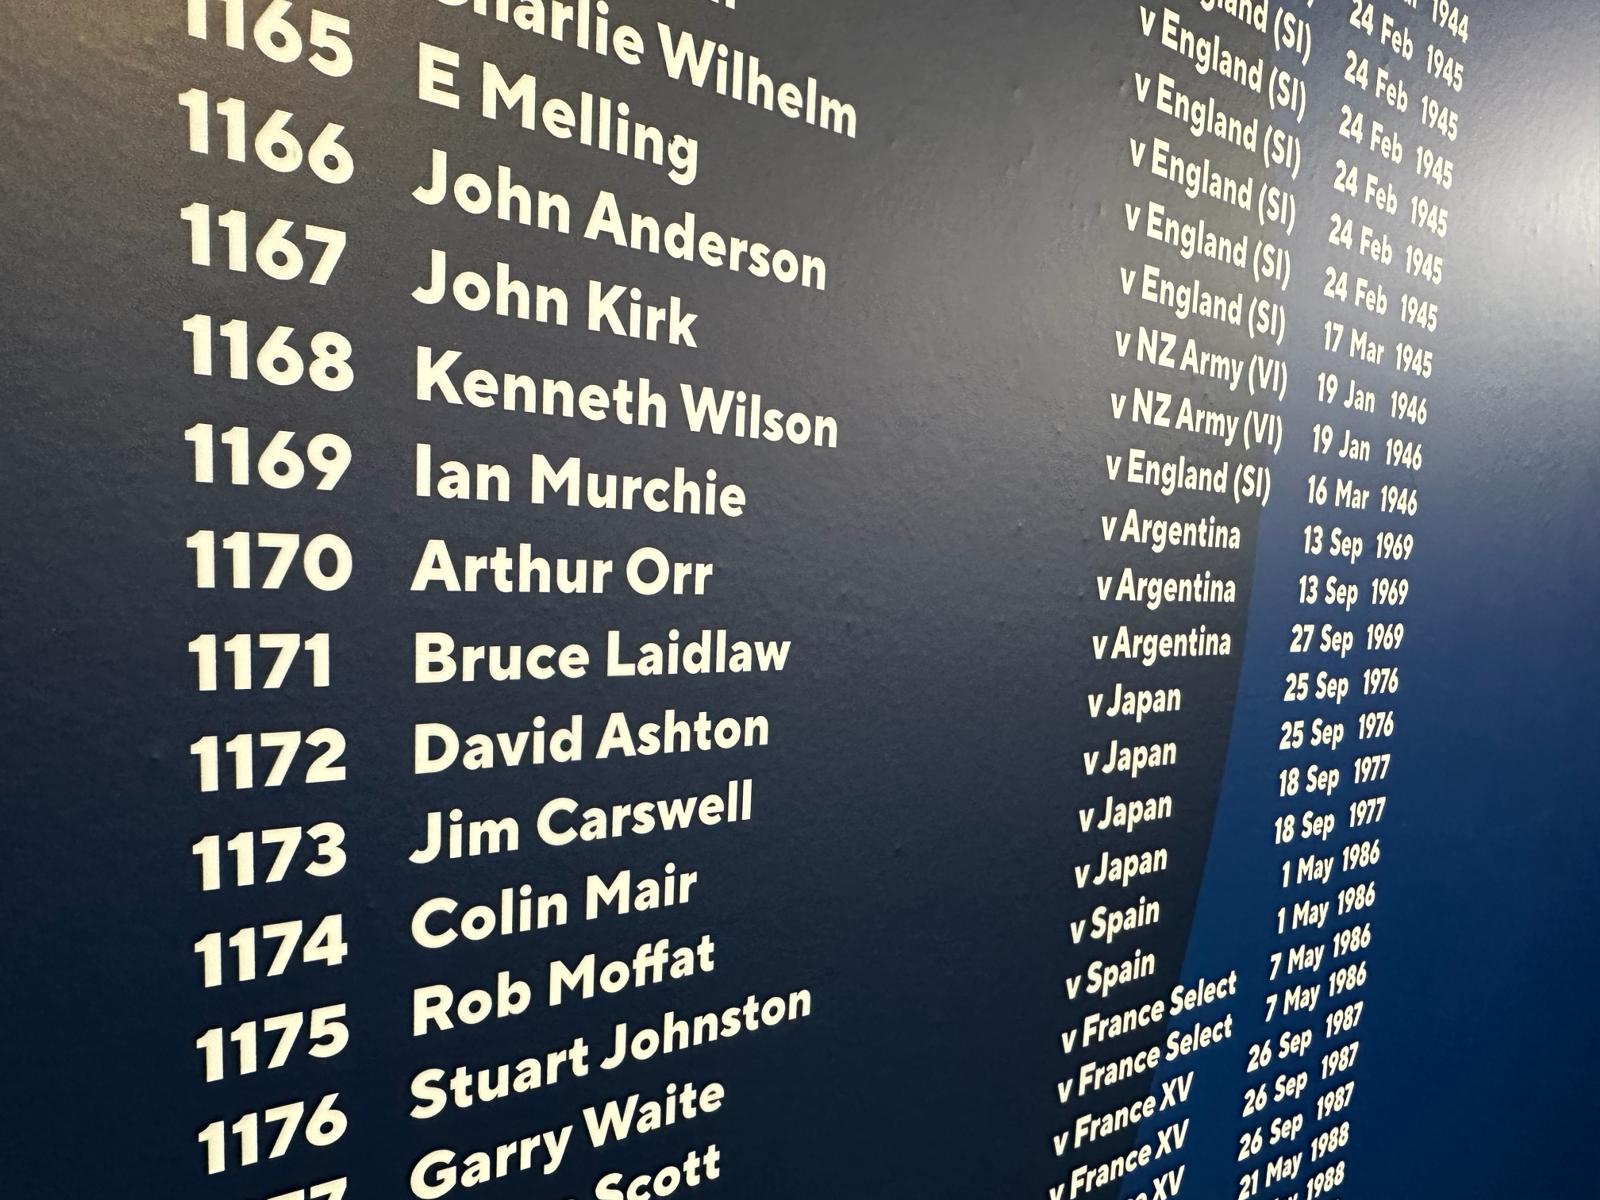 1944
24 Feb 1945
(SI) 24 Feb 1945
v England (SI) 24 Feb 1945
v England (SI) 24 Feb 1945
v England (SI) 24 Feb 1945
Charlie Wilhelm v England (SI) 24 Feb 1945
1165 E Melling v England (SI) 17 Mar 1945
1166 John Anderson v NZ Army (VI) 19 Jan 1946
1167 John Kirk v NZ Army (VI) 19 Jan 1946
1168 Kenneth Wilson v England (SI) 16 Mar 1946
1169 Ian Murchie v Argentina 13 Sep 1969
1170 Arthur Orr v Argentina 13 Sep 1969
1171 Bruce Laidlaw v Argentina 27 Sep 1969
1172 David Ashton v Japan 25 Sep 1976
1173 Jim Carswell v Japan 25 Sep 1976
1174 Colin Mair v Japan 18 Sep 1977
1175 Rob Moffat v Japan 18 Sep 1977
1176 Stuart Johnston v Spain 1 May 1986
Garry Waite v Spain 1 May 1986
Scott v France Select 7 May 1986
v France Select 7 May 1986
v France XV 26 Sep 1987
v France XV 26 Sep 1987
XV 26 Sep 1987
21 May 1988
1988